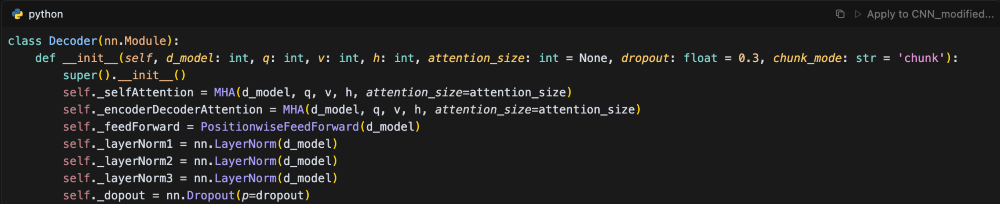 python
Apply to CNN_modified...
class Decoder(nn.Module):
    def __init__(self, d_model: int, q: int, v: int, h: int, attention_size: int = None, dropout: float = 0.3, chunk_mode: str = 'chunk'):
        super().__init__()
        self._selfAttention = MHA(d_model, q, v, h, attention_size=attention_size)
        self._encoderDecoderAttention = MHA(d_model, q, v, h, attention_size=attention_size)
        self._feedForward = PositionwiseFeedForward(d_model)
        self._layerNorm1 = nn.LayerNorm(d_model)
        self._layerNorm2 = nn.LayerNorm(d_model)
        self._layerNorm3 = nn.LayerNorm(d_model)
        self._dopout = nn.Dropout(p=dropout)